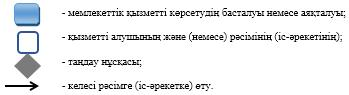 - мемлекеттік қызметті көрсетудің басталуы немесе аяқталуы;
- қызметті алушының және (немесе) рәсімінің (іс-әрекетінің);
- таңдау нұсқасы;
- келесі рәсімге (іс-әрекетке) өту.